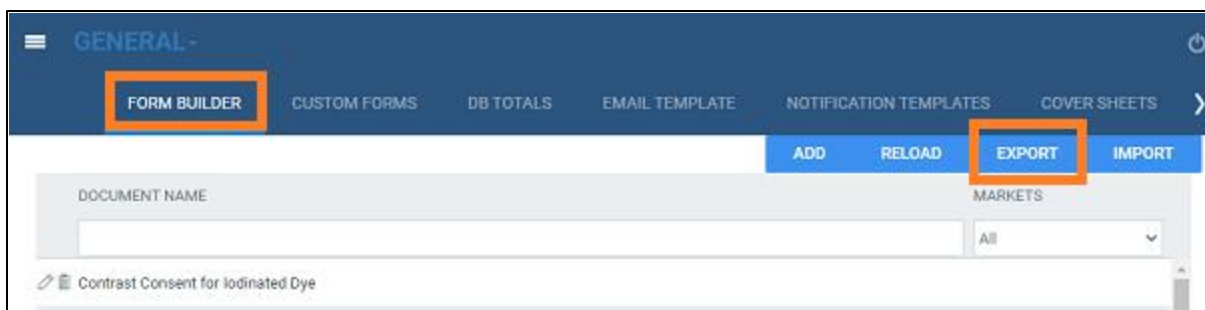 GENERAL -
FORM BUILDER CUSTOM FORMS DB TOTALS EMAIL TEMPLATE NOTIFICATION TEMPLATES COVER SHEETS
ADD RELOAD EXPORT IMPORT
DOCUMENT NAME MARKETS
All
Contrast Consent for Iodinated Dye